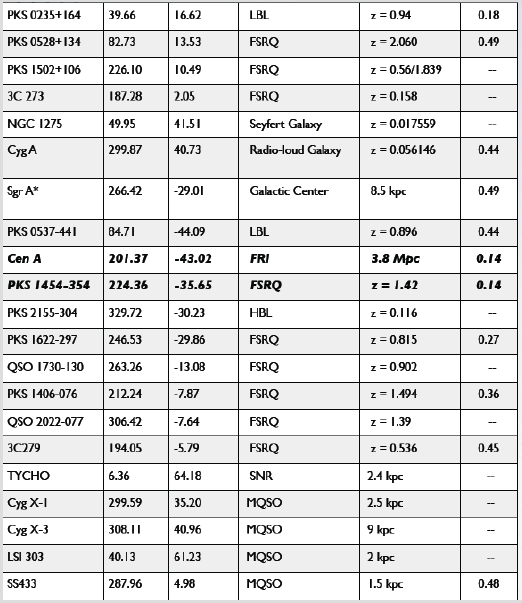 PKS 0235+164 39.66 16.62 LBL z = 0.94 0.18
PKS 0528+134 82.73 13.53 FSRQ z = 2.060 0.49
PKS 1502+106 226.10 10.49 FSRQ z = 0.56/1.839 --
3C 273 187.28 2.05 FSRQ z = 0.158 --
NGC 1275 49.95 41.51 Seyfert Galaxy z = 0.017559 --
CygA 299.87 40.73 Radio-loud Galaxy z = 0.056146 0.44
Sgr A* 266.42 -29.01 Galactic Center 8.5 kpc 0.49
PKS 0537-441 84.71 -44.09 LBL z = 0.896 0.44
Cen A 201.37 -43.02 FRI 3.8 Mpc 0.14
PKS 1454-354 224.36 -35.65 FSRQ z = 1.42 0.14
PKS 2155-304 329.72 -30.23 HBL z = 0.116 --
PKS 1622-297 246.53 -29.86 FSRQ z = 0.815 0.27
QSO 1730-130 263.26 -13.08 FSRQ z = 0.902 --
PKS 1406-076 212.24 -7.87 FSRQ z = 1.494 0.36
QSO 2022-077 306.42 -7.64 FSRQ z = 1.39 --
3C279 194.05 -5.79 FSRQ z = 0.536 0.45
TYCHO 6.36 64.18 SNR 2.4 kpc --
Cyg X-1 299.59 35.20 MQSO 2.5 kpc --
Cyg X-3 308.11 40.96 MQSO 9 kpc --
LSI 303 40.13 61.23 MQSO 2 kpc --
SS433 287.96 4.98 MQSO 1.5 kpc 0.48